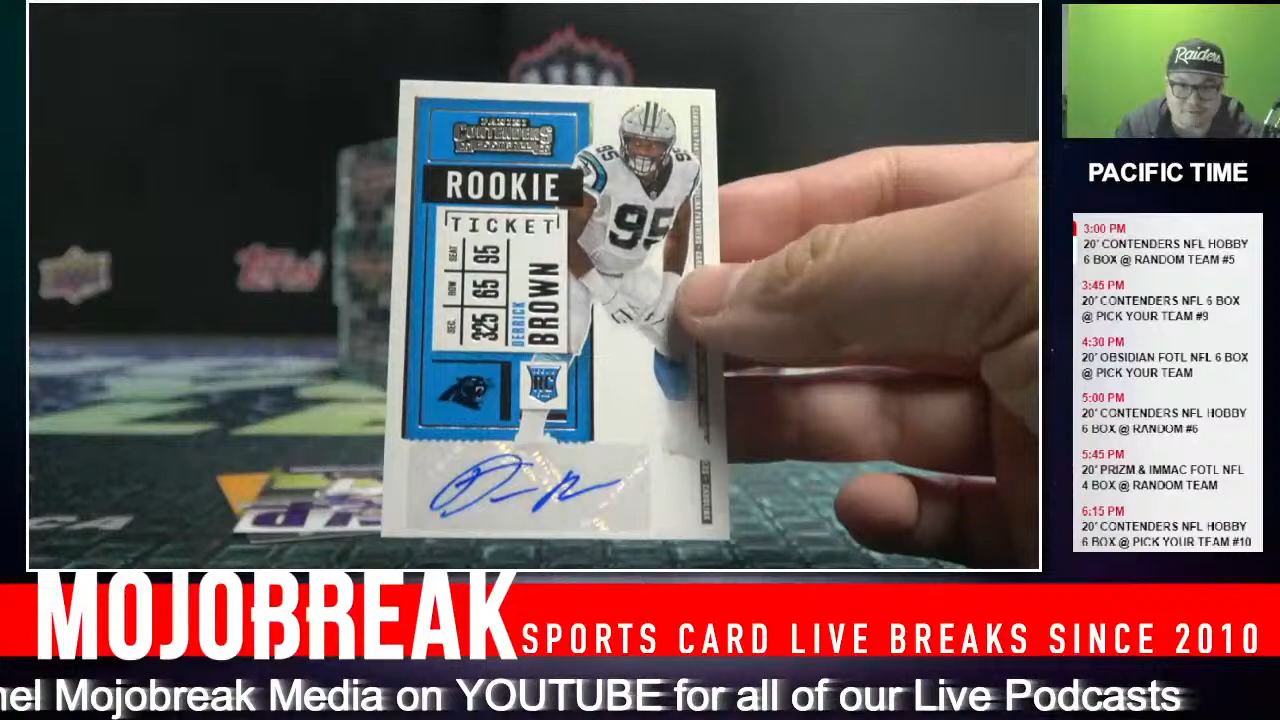 PANINI
CONTENDERS
FOOTBALL
ROOKIE
TICKET
SEAT 95
ROW 65
SEC. 325
DERRICK
BROWN
RC
95
95
Topps
Raiders
PACIFIC TIME
3:00 PM
20' CONTENDERS NFL HOBBY
6 BOX @ RANDOM TEAM #5
3:45 PM
20' CONTENDERS NFL 6 BOX
@ PICK YOUR TEAM #9
4:30 PM
20' OBSIDIAN FOTL NFL 6 BOX
@ PICK YOUR TEAM
5:00 PM
20' CONTENDERS NFL HOBBY
6 BOX @ RANDOM #6
5:45 PM
20' PRIZM & IMMAC FOTL NFL
4 BOX @ RANDOM TEAM
6:15 PM
20' CONTENDERS NFL HOBBY
6 BOX @ PICK YOUR TEAM #10
MOJOBREAK
SPORTS CARD LIVE BREAKS SINCE 2010
nel Mojobreak Media on YOUTUBE for all of our Live Podcasts